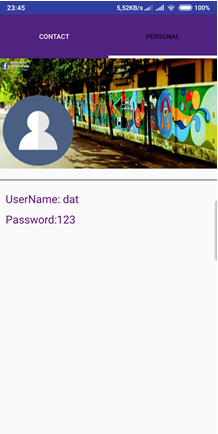 23:45 5,52KB/s 100%
CONTACT PERSONAL
UserName: dat
Password:123